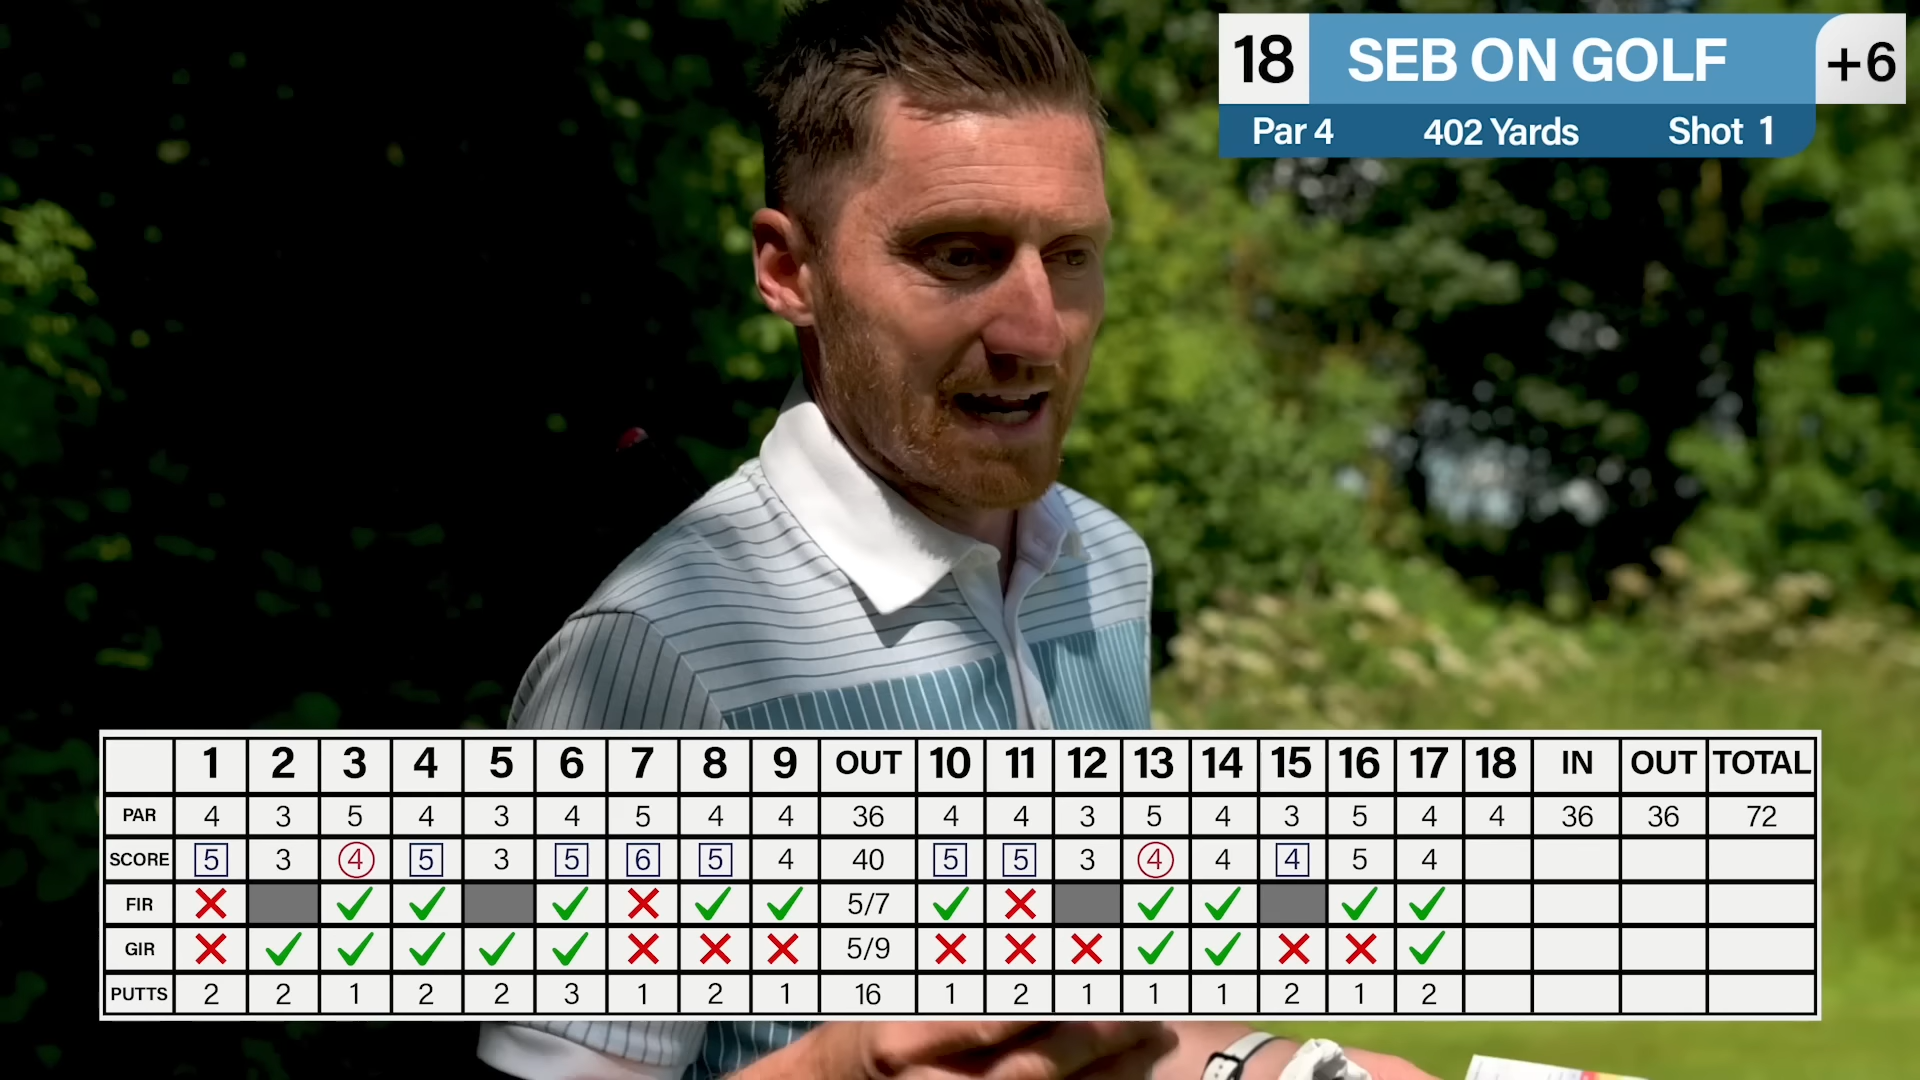 18 SEB ON GOLF +6
Par 4 402 Yards Shot 1
1 2 3 4 5 6 7 8 9 OUT 10 11 12 13 14 15 16 17 18 IN OUT TOTAL
PAR 4 3 5 4 3 4 5 4 4 36 4 4 3 5 4 3 5 4 4 36 36 72
SCORE 5 3 4 5 3 5 6 5 4 40 5 5 3 4 4 4 5 4
FIR 5/7
GIR 5/9
PUTTS 2 2 1 2 2 3 1 2 1 16 1 2 1 1 1 2 1 2